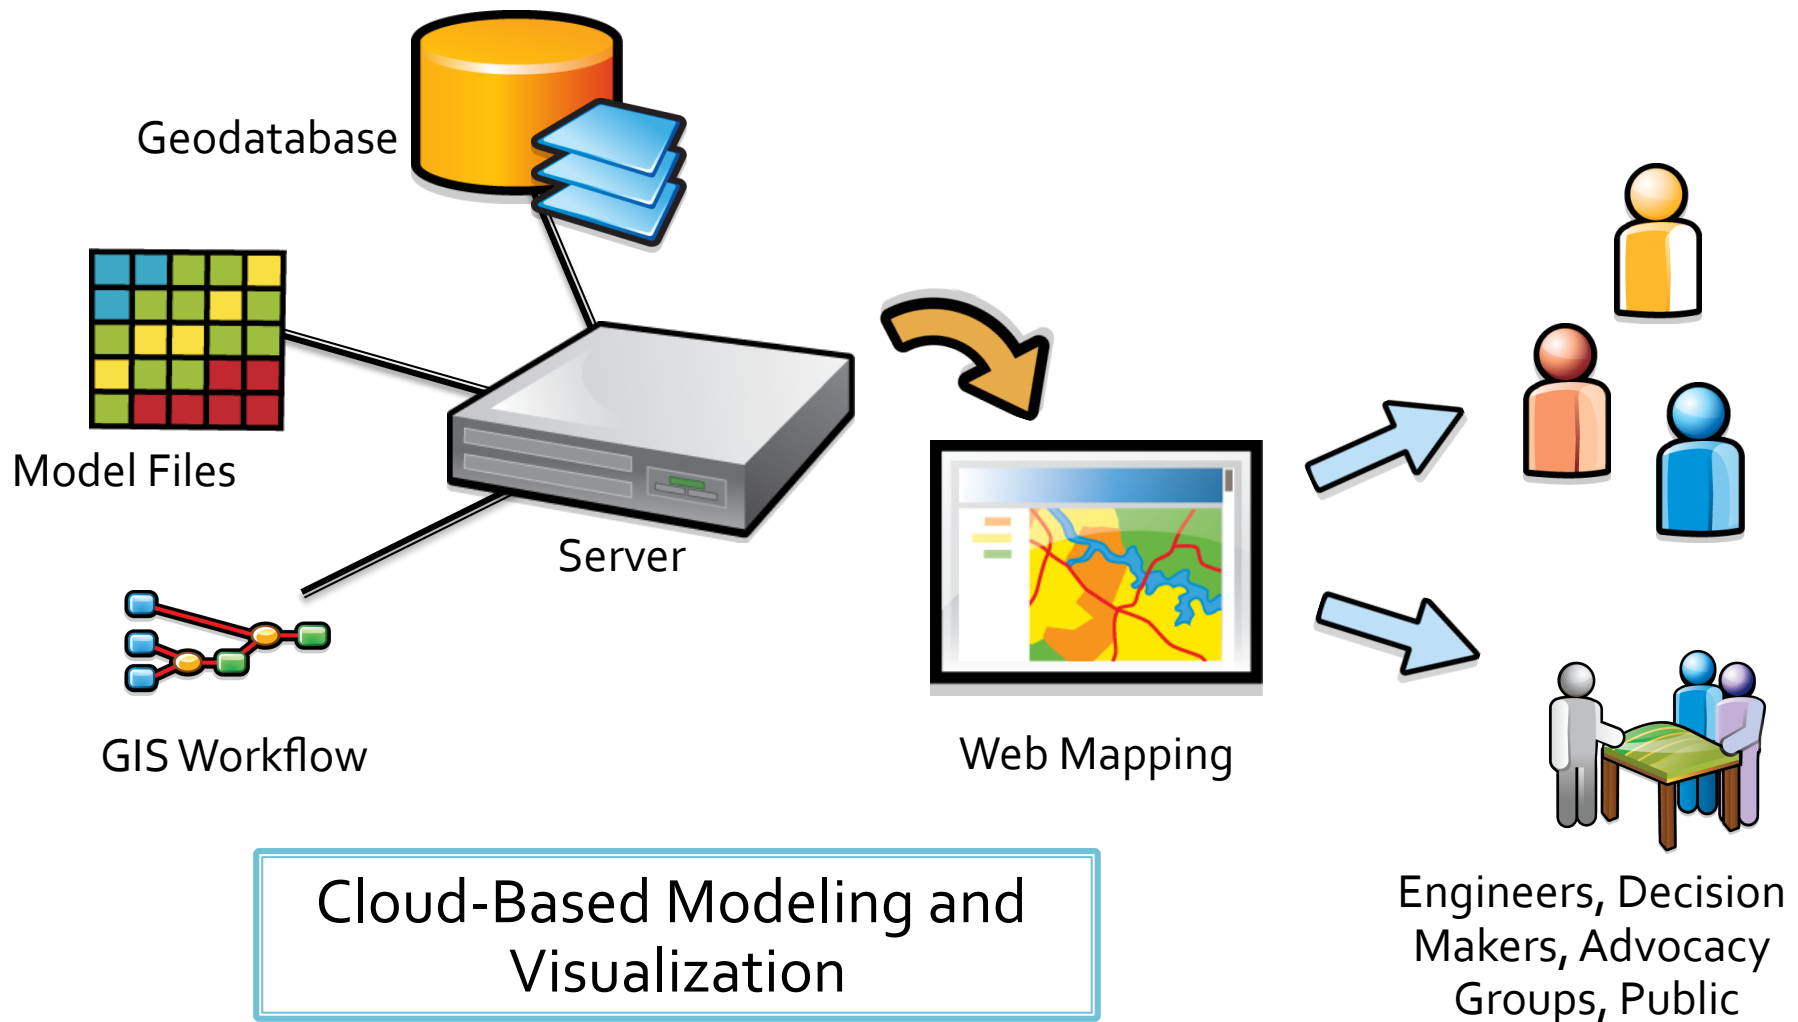 Geodatabase
Model Files
Server
GIS Workflow
Web Mapping
Cloud-Based Modeling and
Visualization
Engineers, Decision
Makers, Advocacy
Groups, Public